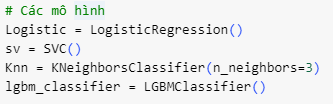 # Các mô hình
Logistic = LogisticRegression()
sv = SVC()
Knn = KNeighborsClassifier(n_neighbors=3)
lgbm_classifier = LGBMClassifier()